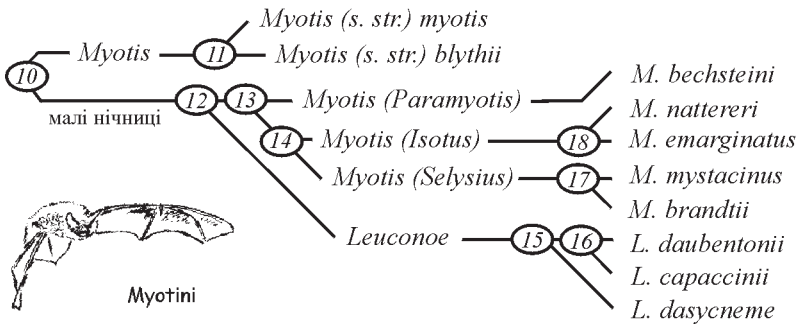 Myotis (s. str.) myotis
10 Myotis 11 Myotis (s. str.) blythii
малі нічниці 12 13 Myotis (Paramyotis) M. bechsteini
14 Myotis (Isotus) 18 M. nattereri
M. emarginatus
Myotis (Selysius) 17 M. mystacinus
M. brandtii
Leuconoe 15 16 L. daubentonii
L. capaccinii
L. dasycneme
Myotini